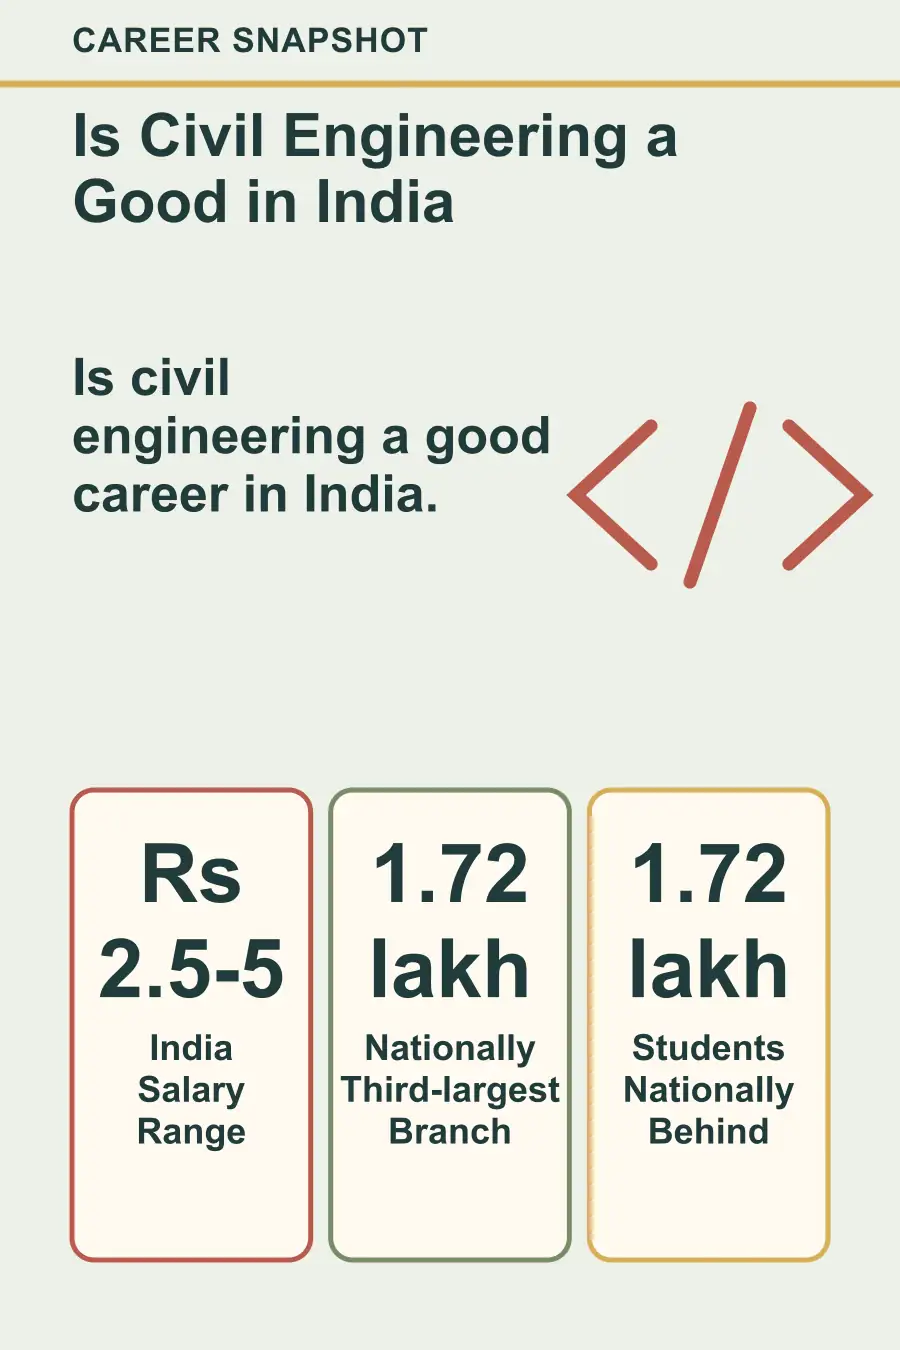 CAREER SNAPSHOT
Is Civil Engineering a
Good in India
Is civil
engineering a good
career in India.
Rs
2.5-5
India
Salary
Range
1.72
lakh
Nationally
Third-largest
Branch
1.72
lakh
Students
Nationally
Behind